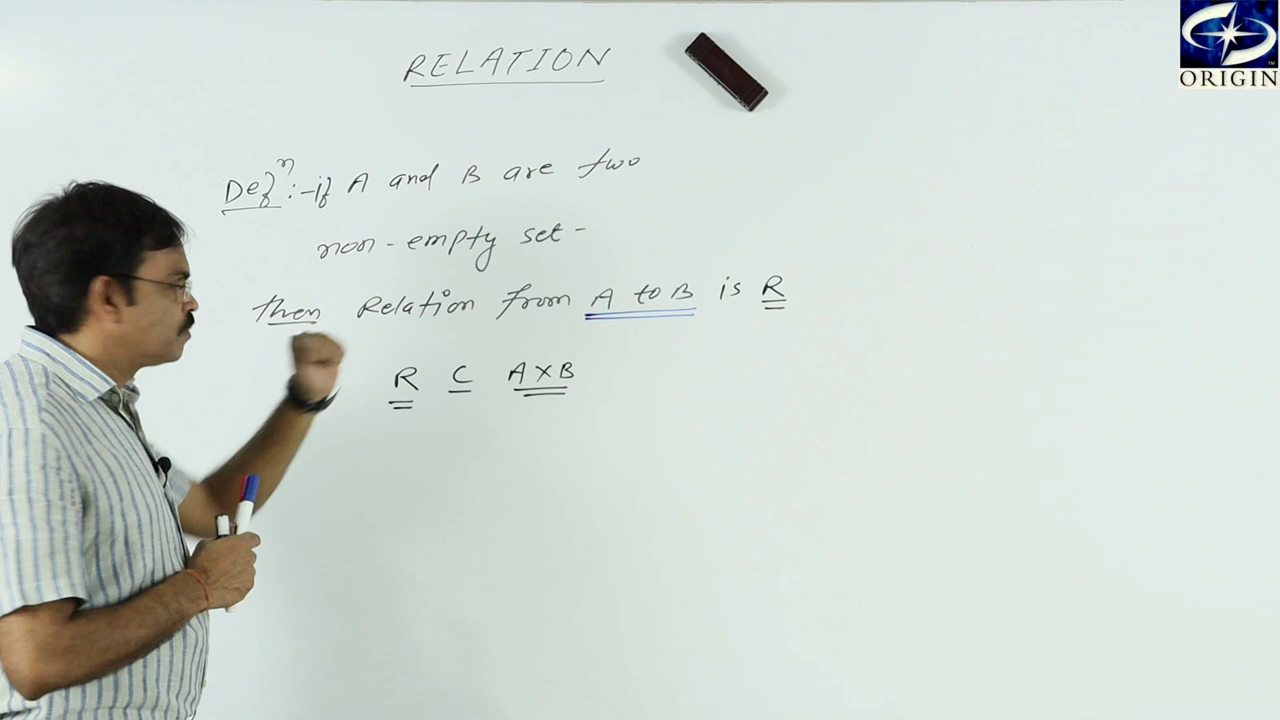 RELATION
Defⁿ :- if A and B are two
non-empty set -
then Relation from A to B is R
R ⊂ A×B
ORIGIN